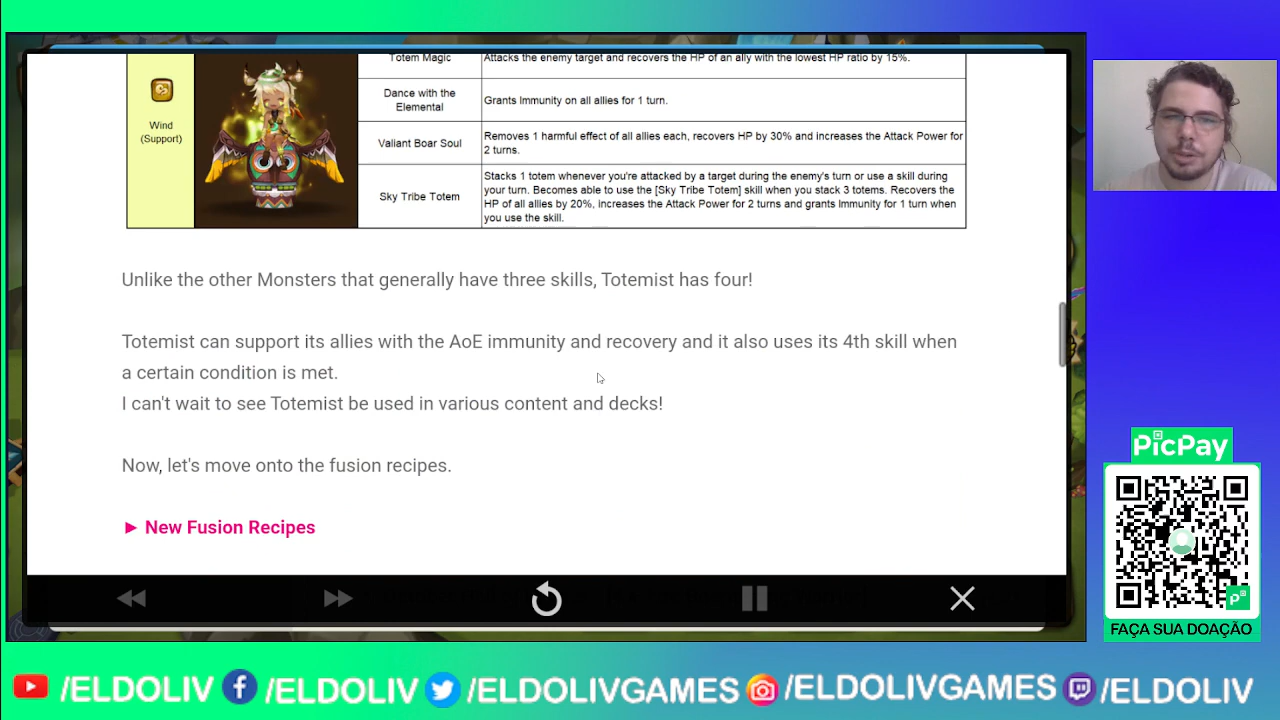 Totem Magic
Attacks the enemy target and recovers the HP of an ally with the lowest HP ratio by 15%.
Wind
(Support)
Dance with the
Elemental
Grants Immunity on all allies for 1 turn.
Valiant Boar Soul
Removes 1 harmful effect of all allies each, recovers HP by 30% and increases the Attack Power for
2 turns.
Sky Tribe Totem
Stacks 1 totem whenever you're attacked by a target during the enemy's turn or use a skill during
your turn. Becomes able to use the [Sky Tribe Totem] skill when you stack 3 totems. Recovers the
HP of all allies by 20%, increases the Attack Power for 2 turns and grants Immunity for 1 turn when
you use the skill.
Unlike the other Monsters that generally have three skills, Totemist has four!
Totemist can support its allies with the AoE immunity and recovery and it also uses its 4th skill when
a certain condition is met.
I can't wait to see Totemist be used in various content and decks!
Now, let's move onto the fusion recipes.
► New Fusion Recipes
PicPay
FAÇA SUA DOAÇÃO
/ELDOLIV /ELDOLIV /ELDOLIVGAMES /ELDOLIVGAMES /ELDOLIV